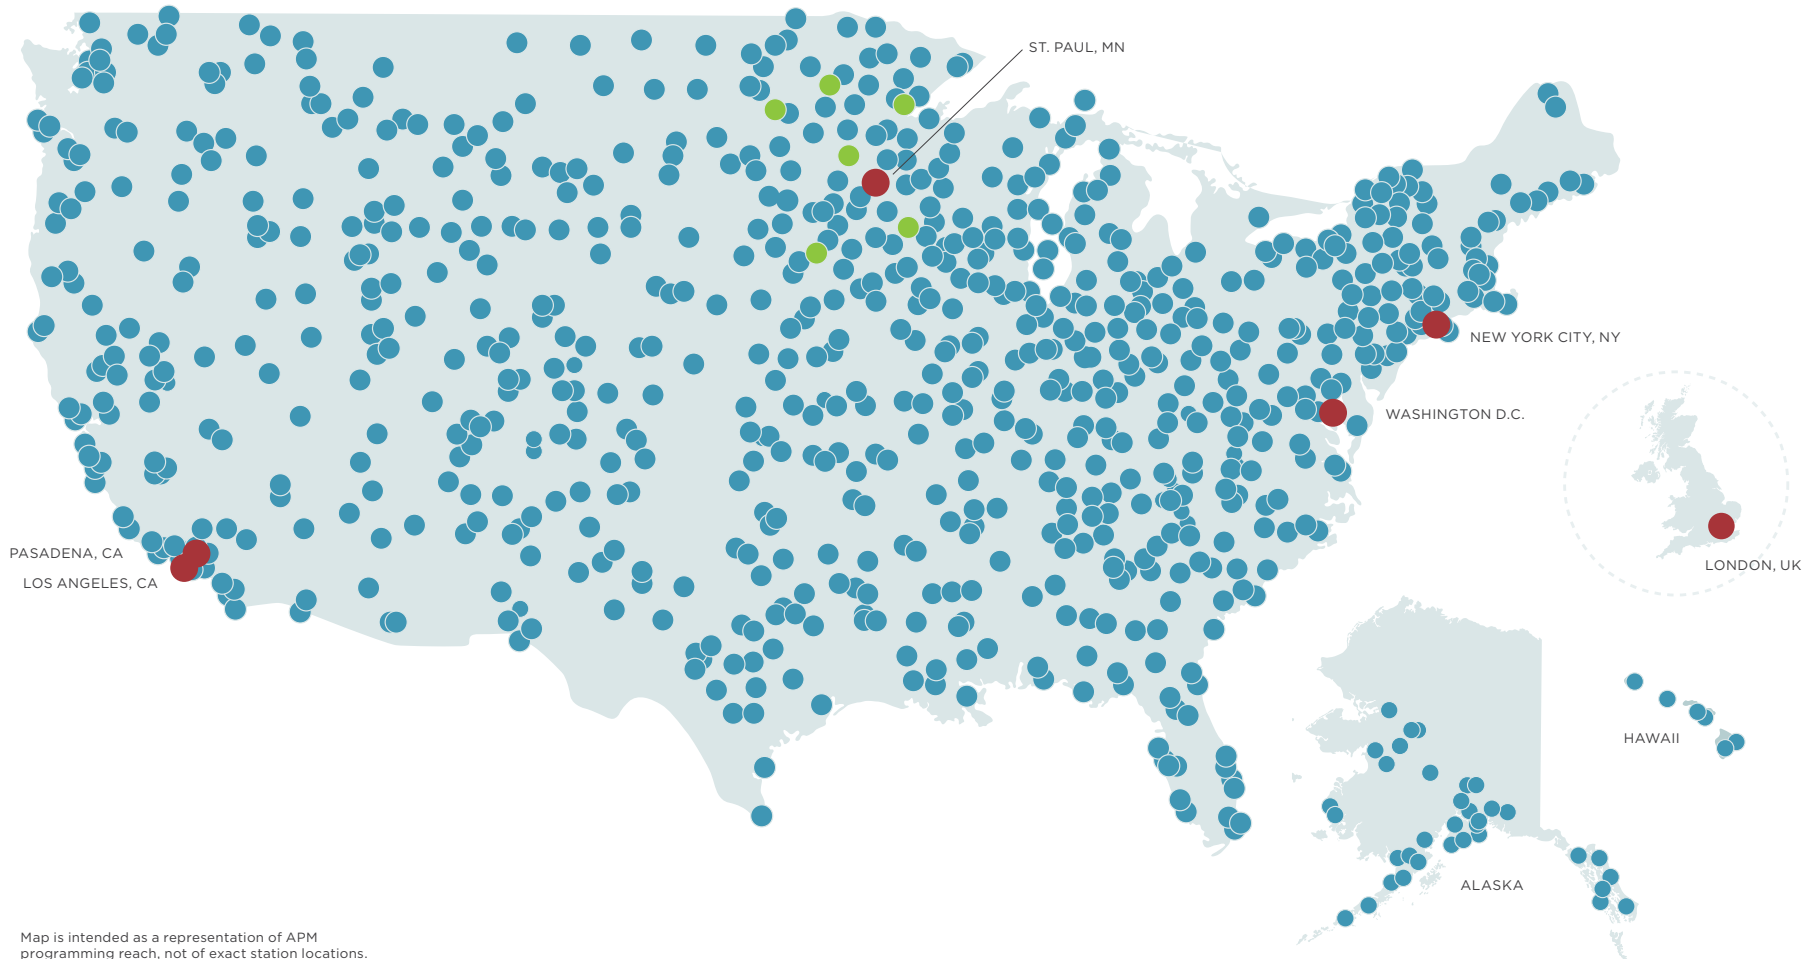 ST. PAUL, MN
NEW YORK CITY, NY
WASHINGTON D.C.
PASADENA, CA
LOS ANGELES, CA
LONDON, UK
HAWAII
ALASKA
Map is intended as a representation of APM
programming reach, not of exact station locations.